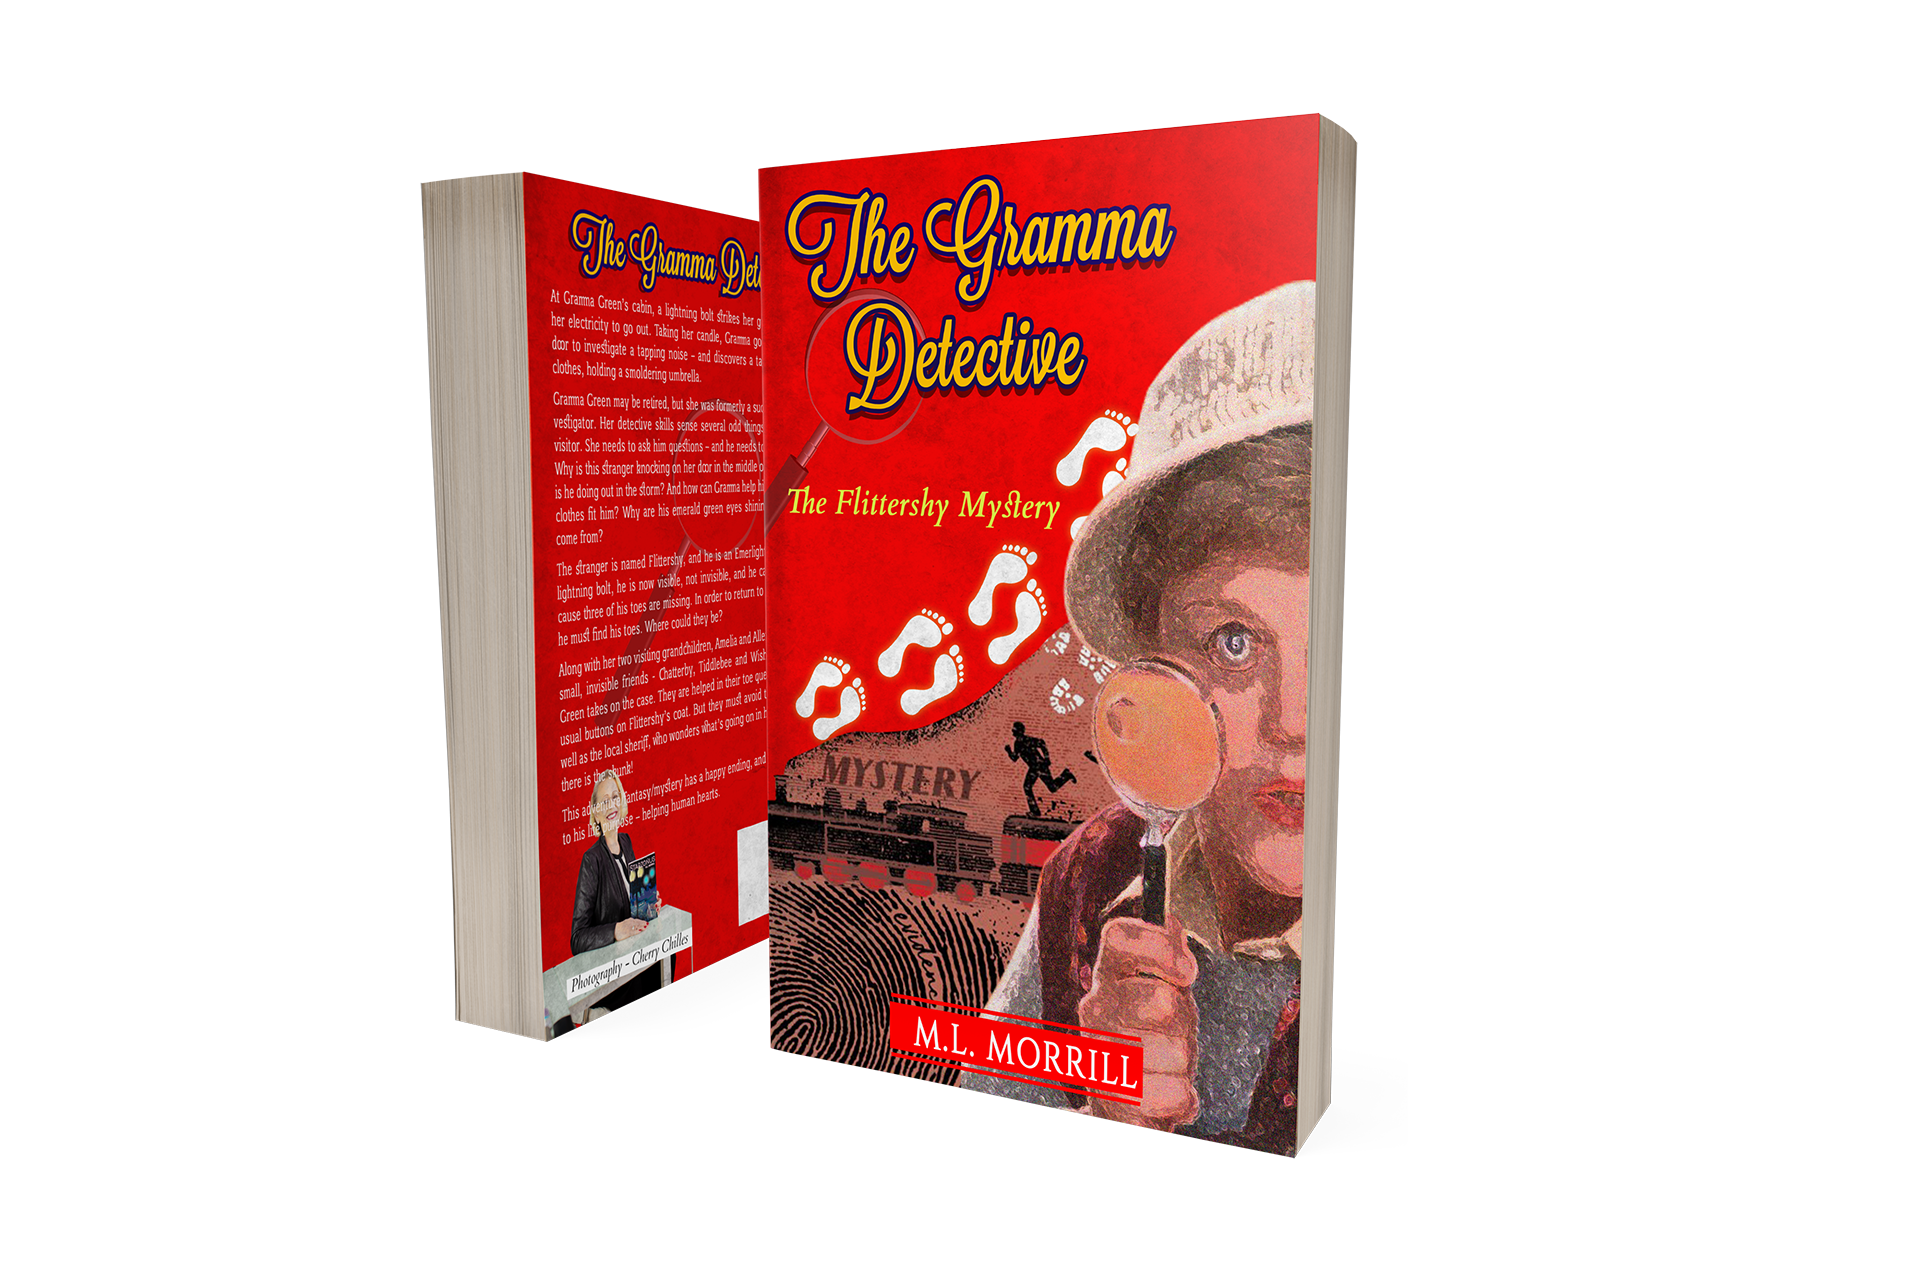 The Gramma
At Gramma Green's cabin, a lightning bolt strikes her
her electricity to go out. Taking her candle, Gramma
door to investigate a tapping noise – and discovers a
clothes, holding a smoldering umbrella.
Gramma Green may be retired, but she was formerly a
vestigator. Her detective skills sense several odd things
visitor. She needs to ask him questions – and he needs
Why is this stranger knocking on her door in the middle
is he doing out in the storm? And how can Gramma help
clothes fit him? Why are his emerald green eyes
come from?
The stranger is named Flittershy, and he is an
lightning bolt, he is now visible, not invisible, and he
cause three of his toes are missing. In order to return to
he must find his toes. Where could they be?
Along with her two visiting grandchildren, Amelia and
small, invisible friends - Chatterby, Tiddlebee and
Green takes on the case. They are helped in their toe
usual buttons on Flittershy's coat. But they must avoid
well as the local sheriff, who wonders what's going on in
there is the skunk!
This adventure fantasy/mystery has a happy ending, and
to his life purpose – helping human hearts.
Photography - Cherry Chilles
The Gramma
Detective
The Flittershy Mystery
MYSTERY
evidence
M.L. MORRILL